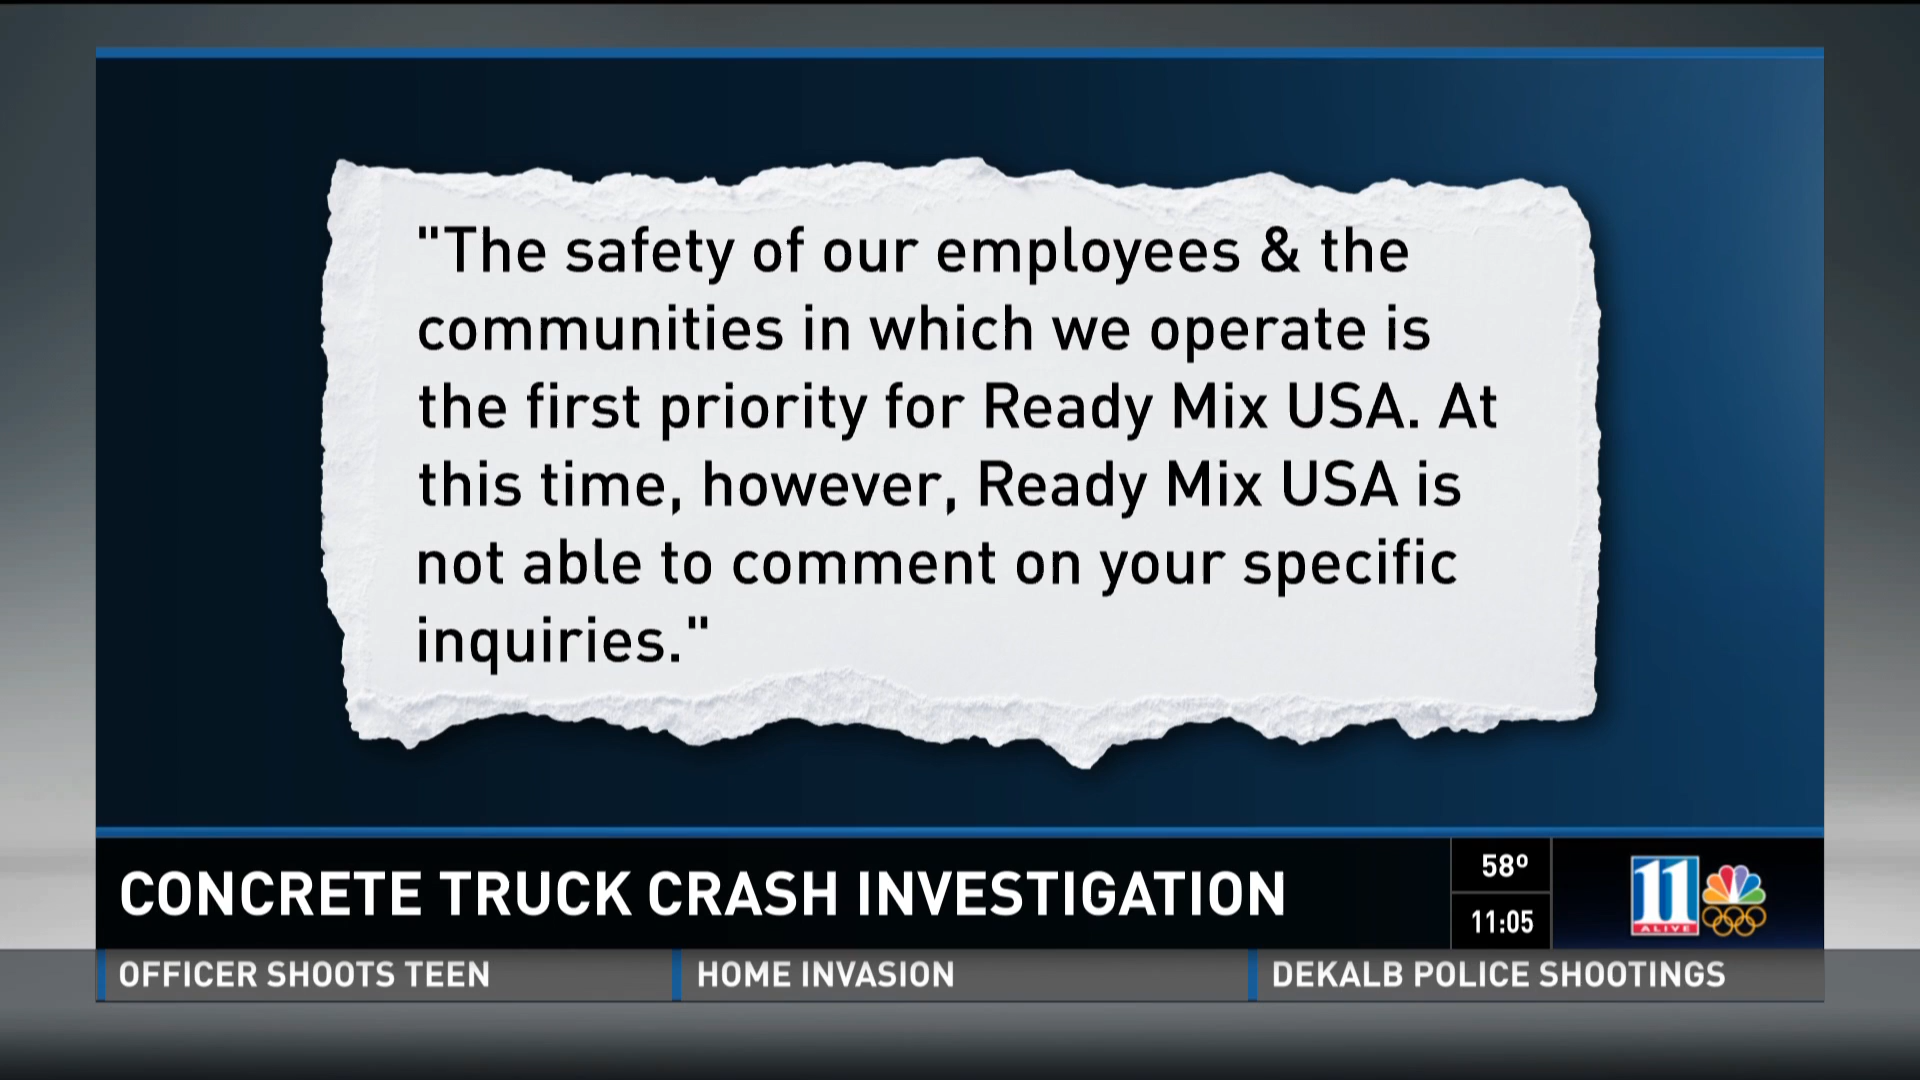 "The safety of our employees & the
communities in which we operate is
the first priority for Ready Mix USA. At
this time, however, Ready Mix USA is
not able to comment on your specific
inquiries."
CONCRETE TRUCK CRASH INVESTIGATION
58º
11:05
11
ALIVE
OFFICER SHOOTS TEEN
HOME INVASION
DEKALB POLICE SHOOTINGS